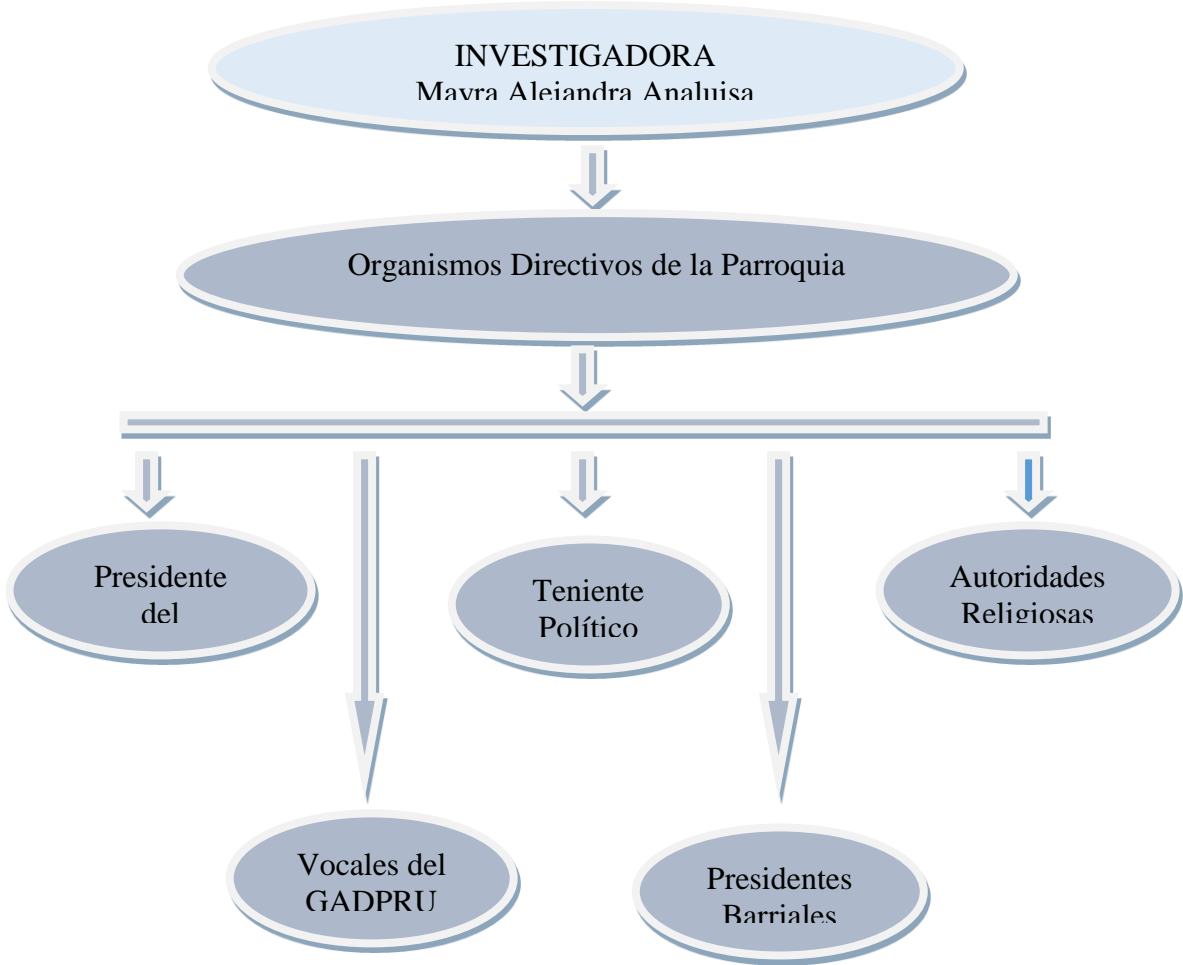 INVESTIGADORA
Mayra Alejandra Analuisa
Organismos Directivos de la Parroquia
Presidente
del
Teniente
Político
Autoridades
Religiosas
Vocales del
GADPRU
Presidentes
Barriales